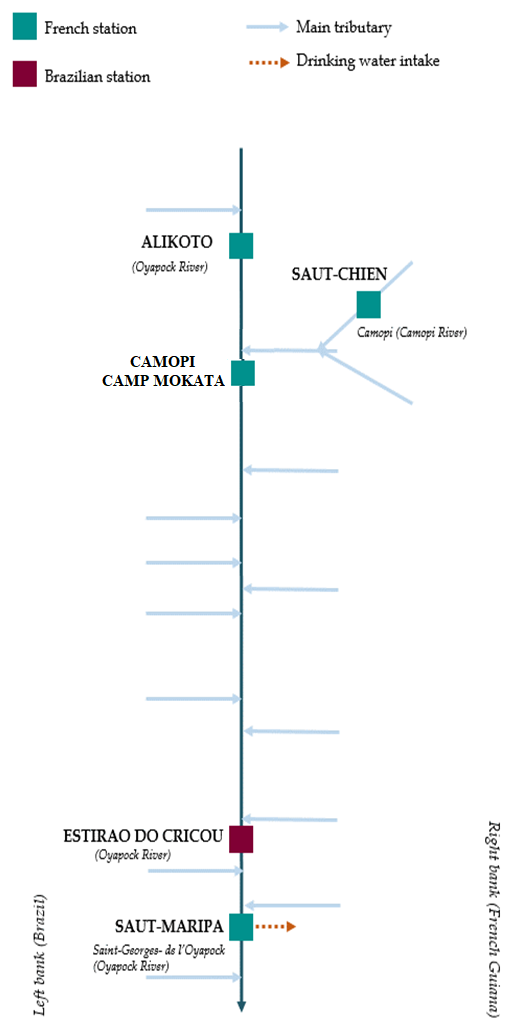 French station
Main tributary
Brazilian station
Drinking water intake
ALIKOTO
(Oyapock River)
SAUT-CHIEN
Camopi (Camopi River)
CAMOPI
CAMP MOKATA
ESTIRAO DO CRICOU
(Oyapock River)
SAUT-MARIPA
Saint-Georges- de l'Oyapock
(Oyapock River)
Left bank (Brazil)
Right bank (French Guiana)